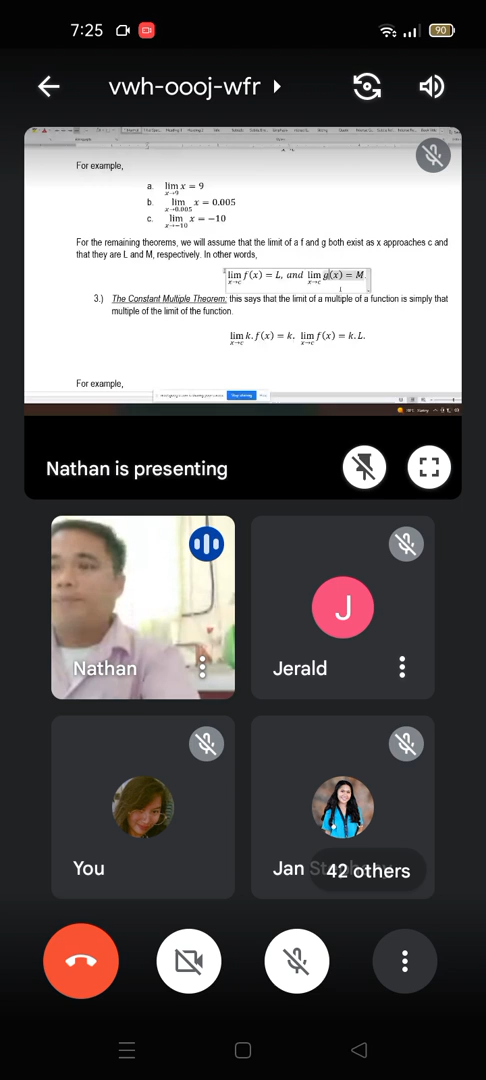 7:25
90
vwh-oooj-wfr
For example,
a. lim x = 9
x→9
b. lim x = 0.005
x→0.005
c. lim x = −10
x→−10
For the remaining theorems, we will assume that the limit of a f and g both exist as x approaches c and
that they are L and M, respectively. In other words,
lim f(x) = L, and lim g(x) = M
x→c x→c
3.) The Constant Multiple Theorem: this says that the limit of a multiple of a function is simply that
multiple of the limit of the function.
lim k. f(x) = k. lim f(x) = k. L.
x→c x→c
For example,
Nathan is presenting
Nathan
J
Jerald
You
Jan
42 others